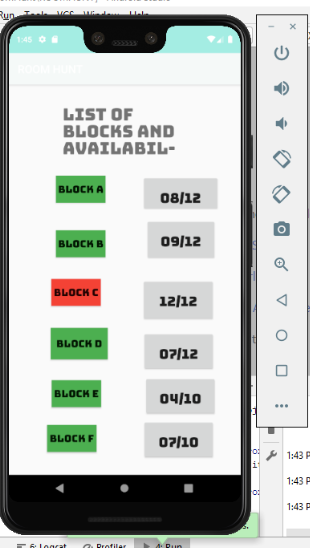 Run Tools VCS Window Help
1:45
ROOM HUNT
LIST OF
BLOCKS AND
AVAILABIL-
BLOCK A 08/12
BLOCK B 09/12
BLOCK C 12/12
BLOCK D 07/12
BLOCK E 04/10
BLOCK F 07/10
1:43 P
1:43 P
1:43 P
6: Logcat Profiler 4: Run